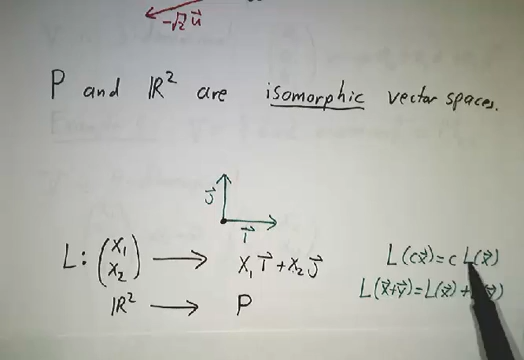 -√2 u⃗
P and ℝ² are isomorphic vector spaces.
j⃗
i⃗
L: (x₁ x₂) → x₁ i⃗ + x₂ j⃗
ℝ² → P
L(cx⃗) = c L(x⃗)
L(x⃗+y⃗) = L(x⃗) +